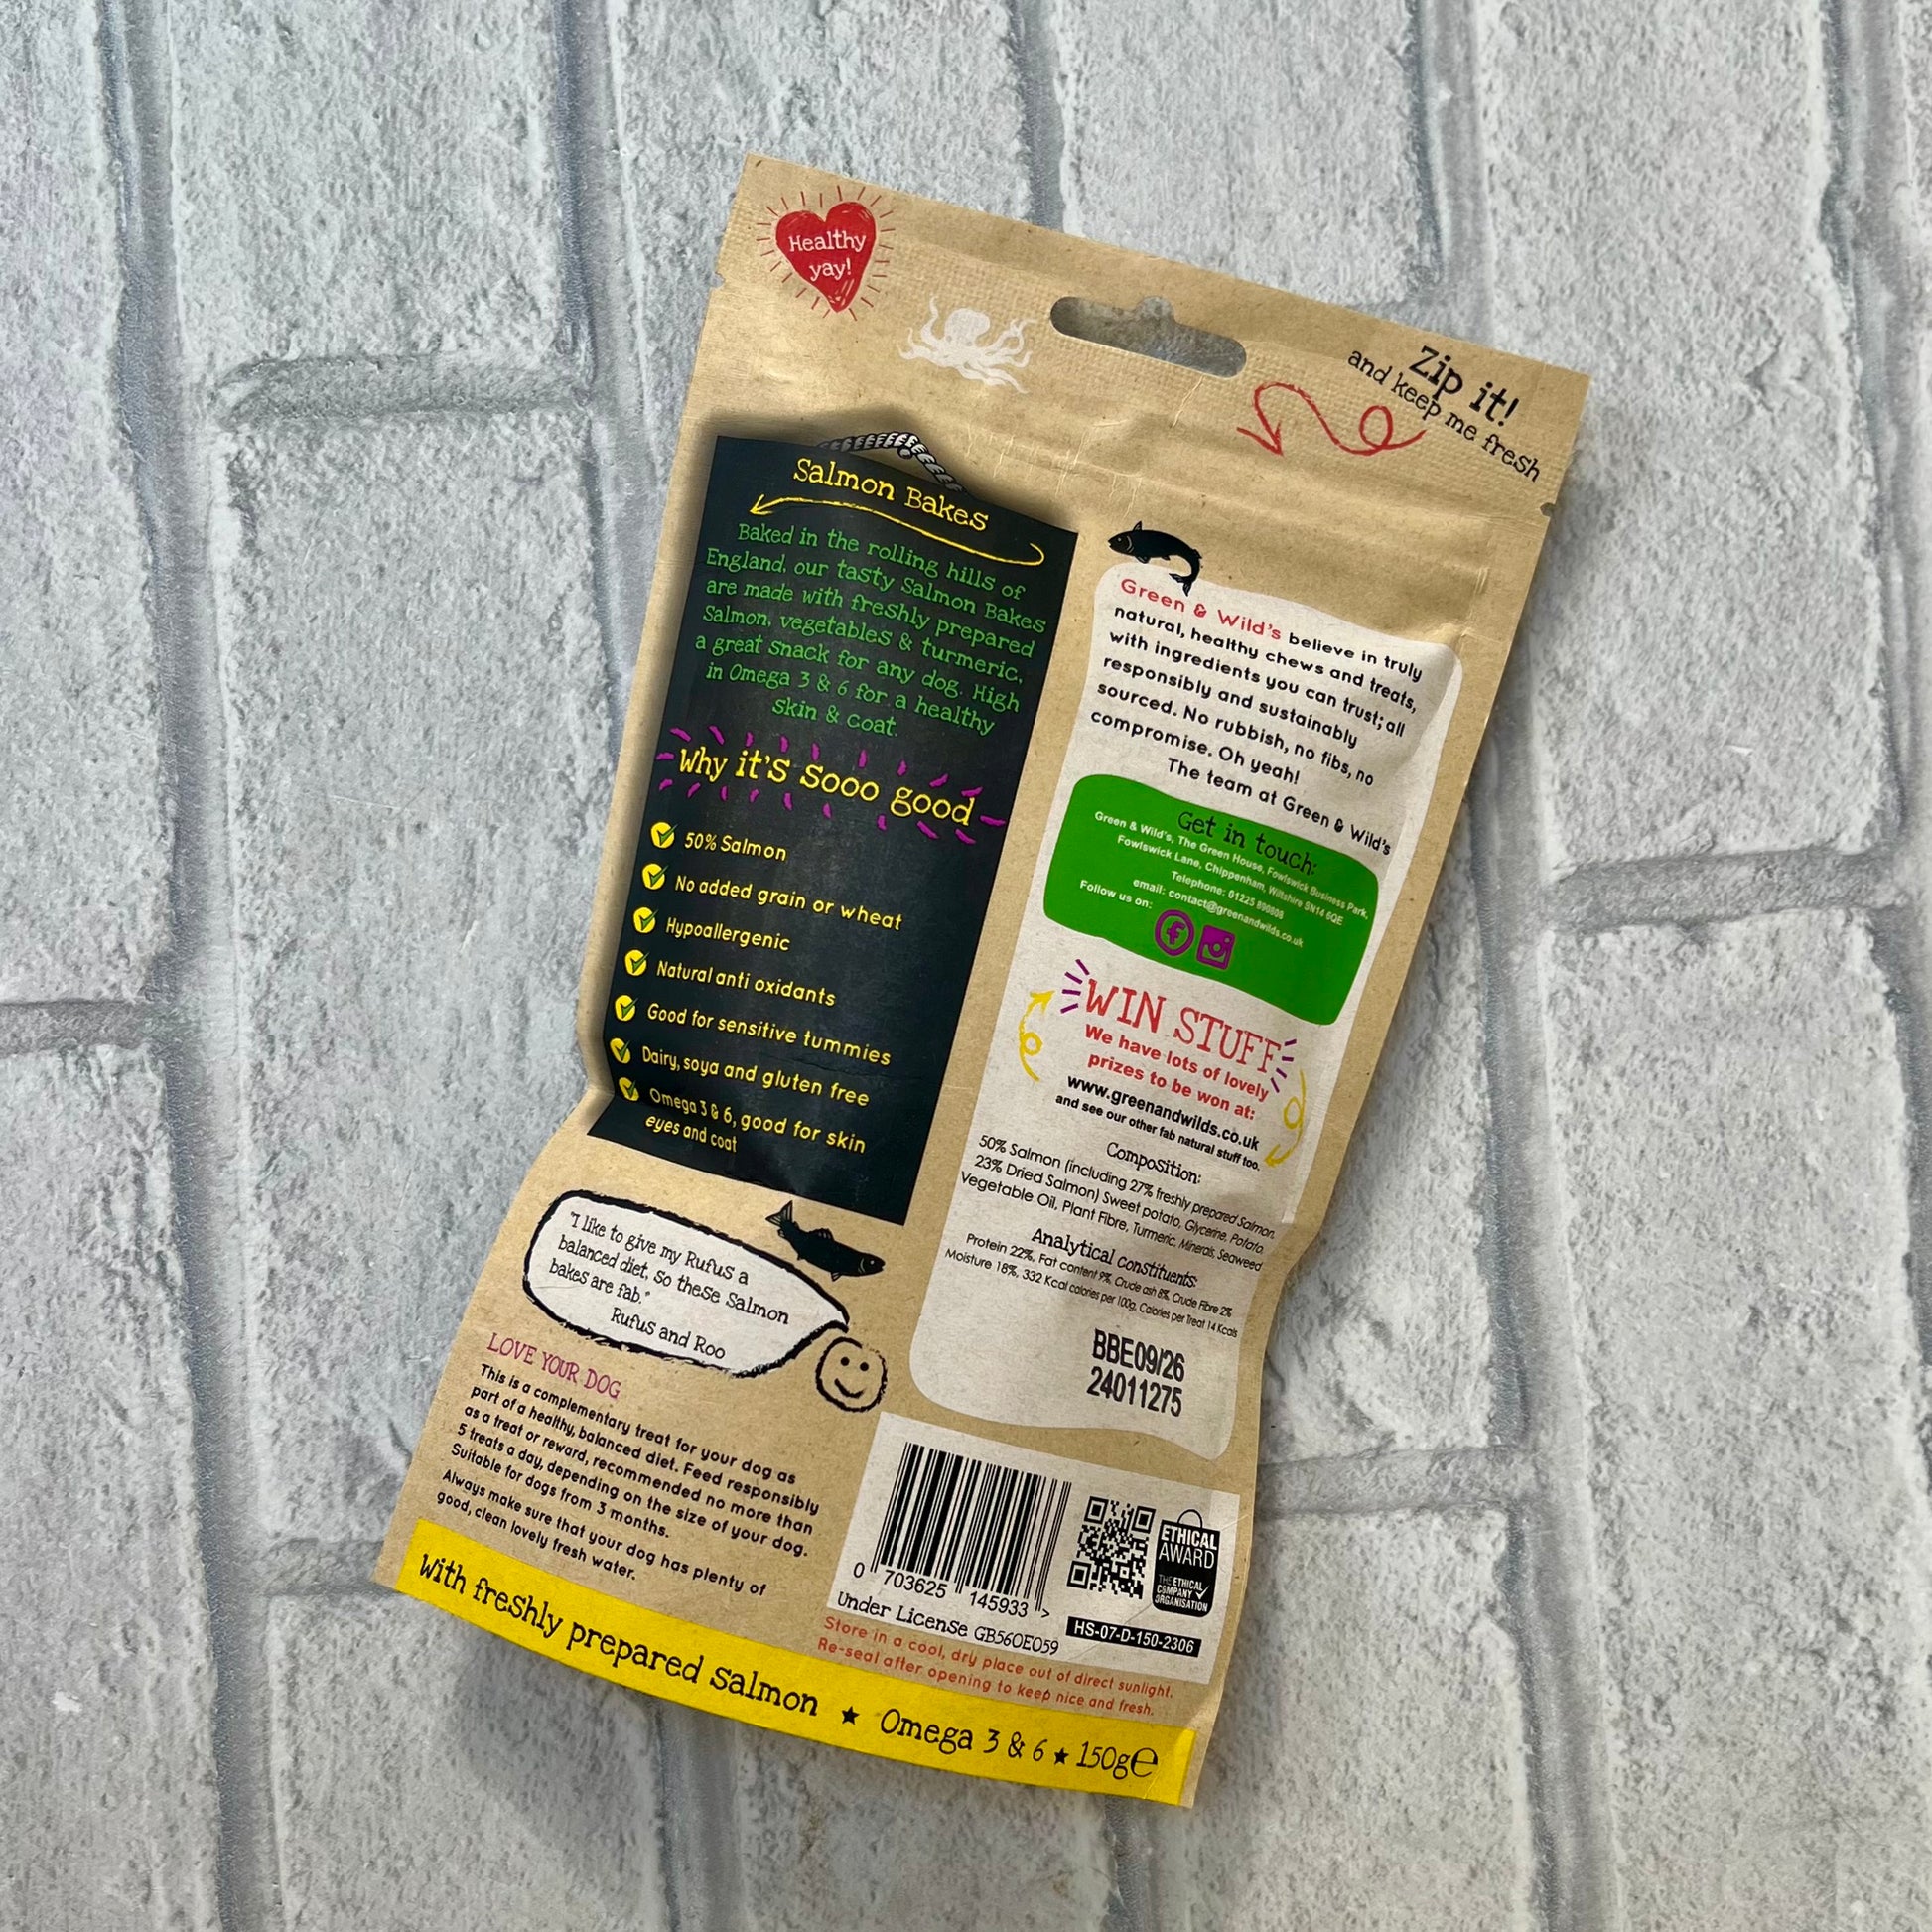 Healthy
yay!
Zip it!
and keep me fresh
Salmon Bakes
Baked in the rolling hills of
England, our tasty Salmon Bakes
are made with freshly prepared
Salmon, vegetables & turmeric,
a great snack for any dog. High
in Omega 3 & 6 for a healthy
skin & coat.
Why it's sooo good
50% Salmon
No added grain or wheat
Hypoallergenic
Natural anti oxidants
Good for sensitive tummies
Dairy, soya and gluten free
Omega 3 & 6, good for skin
eyes and coat
"I like to give my Rufus a
balanced diet, so these Salmon
bakes are fab."
Rufus and Roo
LOVE YOUR DOG
This is a complementary treat for your dog as
part of a healthy, balanced diet. Feed responsibly
as a treat or reward, recommended no more than
5 treats a day, depending on the size of your dog.
Suitable for dogs from 3 months.
Always make sure that your dog has plenty of
good, clean lovely fresh water.
Green & Wild's believe in truly
natural, healthy chews and treats,
with ingredients you can trust; all
responsibly and sustainably
sourced. No rubbish, no fibs, no
compromise. Oh yeah!
The team at Green & Wild's
Get in touch:
Green & Wild's, The Green House, Fowlswick Business Park,
Fowlswick Lane, Chippenham, Wiltshire SN14 6QE
Telephone: 01225 890808
email: contact@greenandwilds.co.uk
Follow us on:
WIN STUFF
We have lots of lovely
prizes to be won at:
www.greenandwilds.co.uk
and see our other fab natural stuff too.
Composition:
50% Salmon (including 27% freshly prepared Salmon,
23% Dried Salmon) Sweet potato, Glycerine, Potato,
Vegetable Oil, Plant Fibre, Turmeric, Minerals, Seaweed
Analytical constituents:
Protein 22%, Fat content 9%, Crude ash 8%, Crude Fibre 2%
Moisture 18%, 332 Kcal calories per 100g, Calories per Treat 14 Kcals
BBE09/26
24011275
0 703625 145933 >
ETHICAL
AWARD
THE ETHICAL
COMPANY
ORGANISATION
Under License GB560E059
HS-07-D-150-2306
Store in a cool, dry place out of direct sunlight.
Re-seal after opening to keep nice and fresh.
With freshly prepared salmon ★ Omega 3 & 6 ★ 150g℮